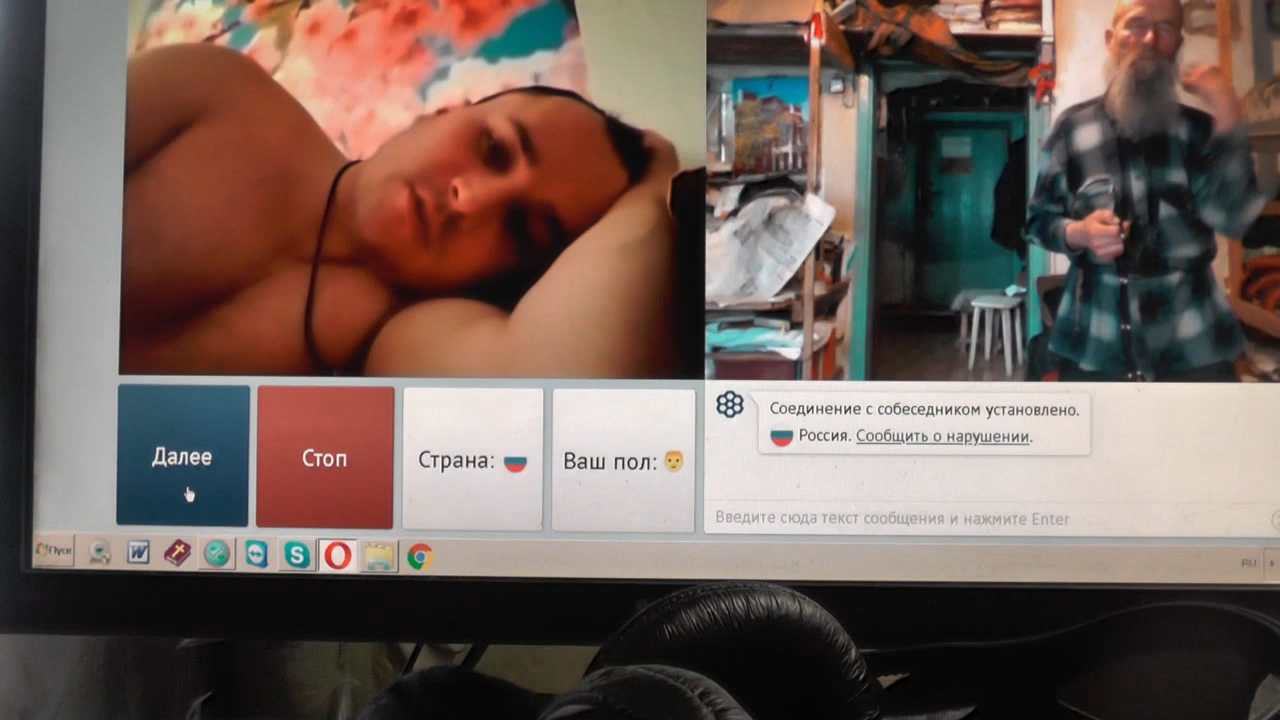 Далее
Стоп
Страна:
Ваш пол:
Соединение с собеседником установлено.
Россия. Сообщить о нарушении.
Введите сюда текст сообщения и нажмите Enter
Пуск
W
S
RU